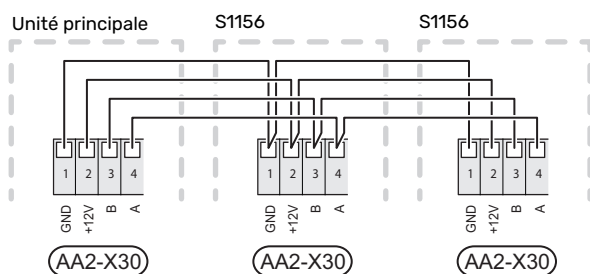 Unité principale
S1156
S1156
1 2 3 4
1 2 3 4
1 2 3 4
GND +12V B A
GND +12V B A
GND +12V B A
AA2-X30
AA2-X30
AA2-X30